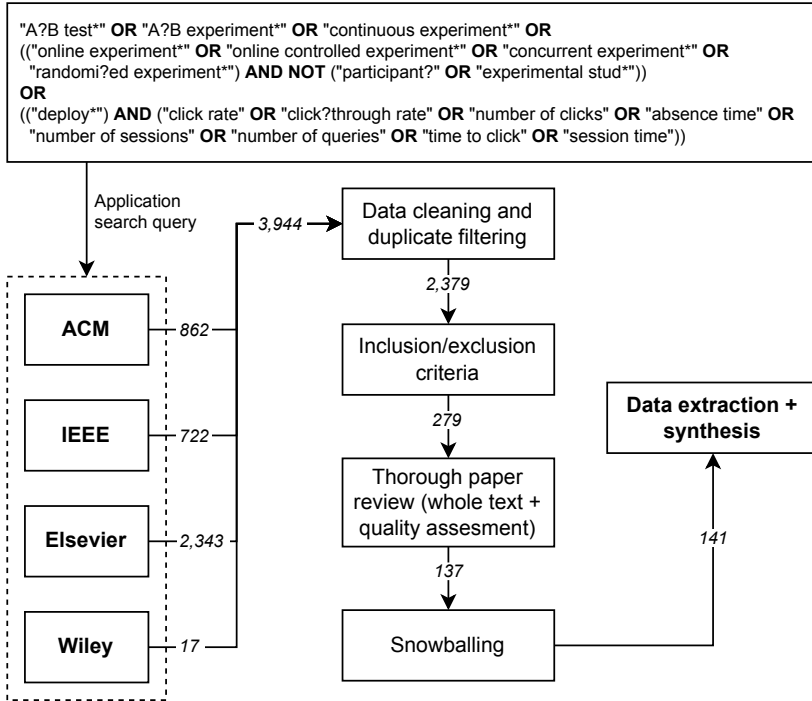 "A?B test*" OR "A?B experiment*" OR "continuous experiment*" OR
(("online experiment*" OR "online controlled experiment*" OR "concurrent experiment*" OR
"randomi?ed experiment*") AND NOT ("participant?" OR "experimental stud*"))
OR
(("deploy*") AND ("click rate" OR "click?through rate" OR "number of clicks" OR "absence time" OR
"number of sessions" OR "number of queries" OR "time to click" OR "session time"))
Application
search query
ACM
862
IEEE
722
Elsevier
2,343
Wiley
17
3,944
Data cleaning and
duplicate filtering
2,379
Inclusion/exclusion
criteria
279
Thorough paper
review (whole text +
quality assesment)
137
Snowballing
141
Data extraction +
synthesis